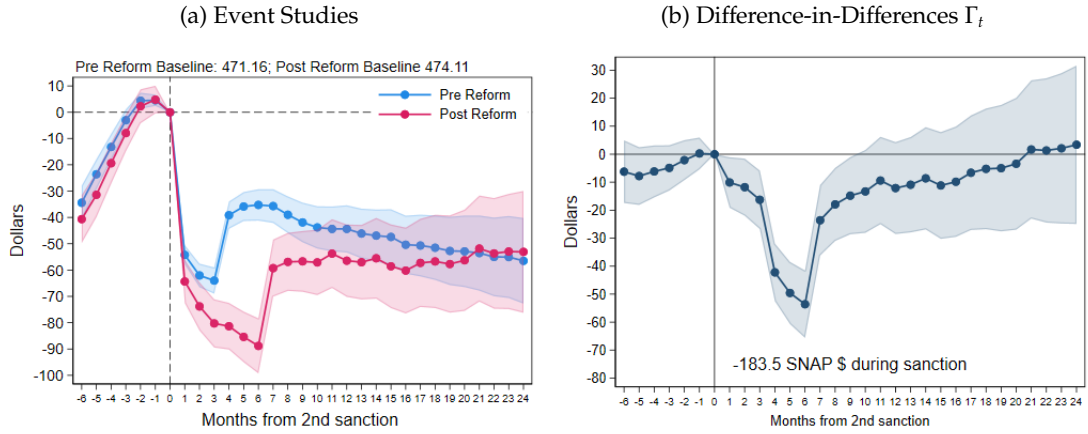 (a) Event Studies
Pre Reform Baseline: 471.16; Post Reform Baseline 474.11
Pre Reform
Post Reform
Dollars
10
0
-10
-20
-30
-40
-50
-60
-70
-80
-90
-100
-6 -5 -4 -3 -2 -1 0 1 2 3 4 5 6 7 8 9 10 11 12 13 14 15 16 17 18 19 20 21 22 23 24
Months from 2nd sanction
(b) Difference-in-Differences Γt
Dollars
30
20
10
0
-10
-20
-30
-40
-50
-60
-70
-80
-183.5 SNAP $ during sanction
-6 -5 -4 -3 -2 -1 0 1 2 3 4 5 6 7 8 9 10 11 12 13 14 15 16 17 18 19 20 21 22 23 24
Months from 2nd sanction